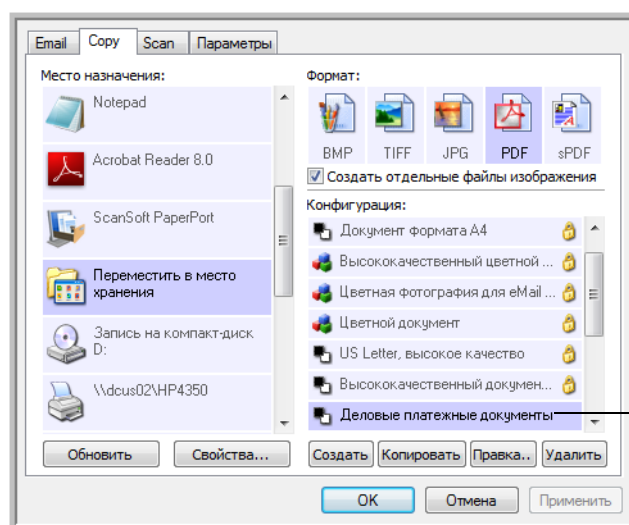 Email Copy Scan Параметры
Место назначения:
Notepad
Acrobat Reader 8.0
ScanSoft PaperPort
Переместить в место
хранения
Запись на компакт-диск
D:
\\dcus02\HP4350
Обновить Свойства...
Формат:
BMP TIFF JPG PDF sPDF
Создать отдельные файлы изображения
Конфигурация:
Документ формата A4
Высококачественный цветной ...
Цветная фотография для eMail ...
Цветной документ
US Letter, высокое качество
Высококачественный докумен...
Деловые платежные документы
Создать Копировать Правка.. Удалить
OK Отмена Применить